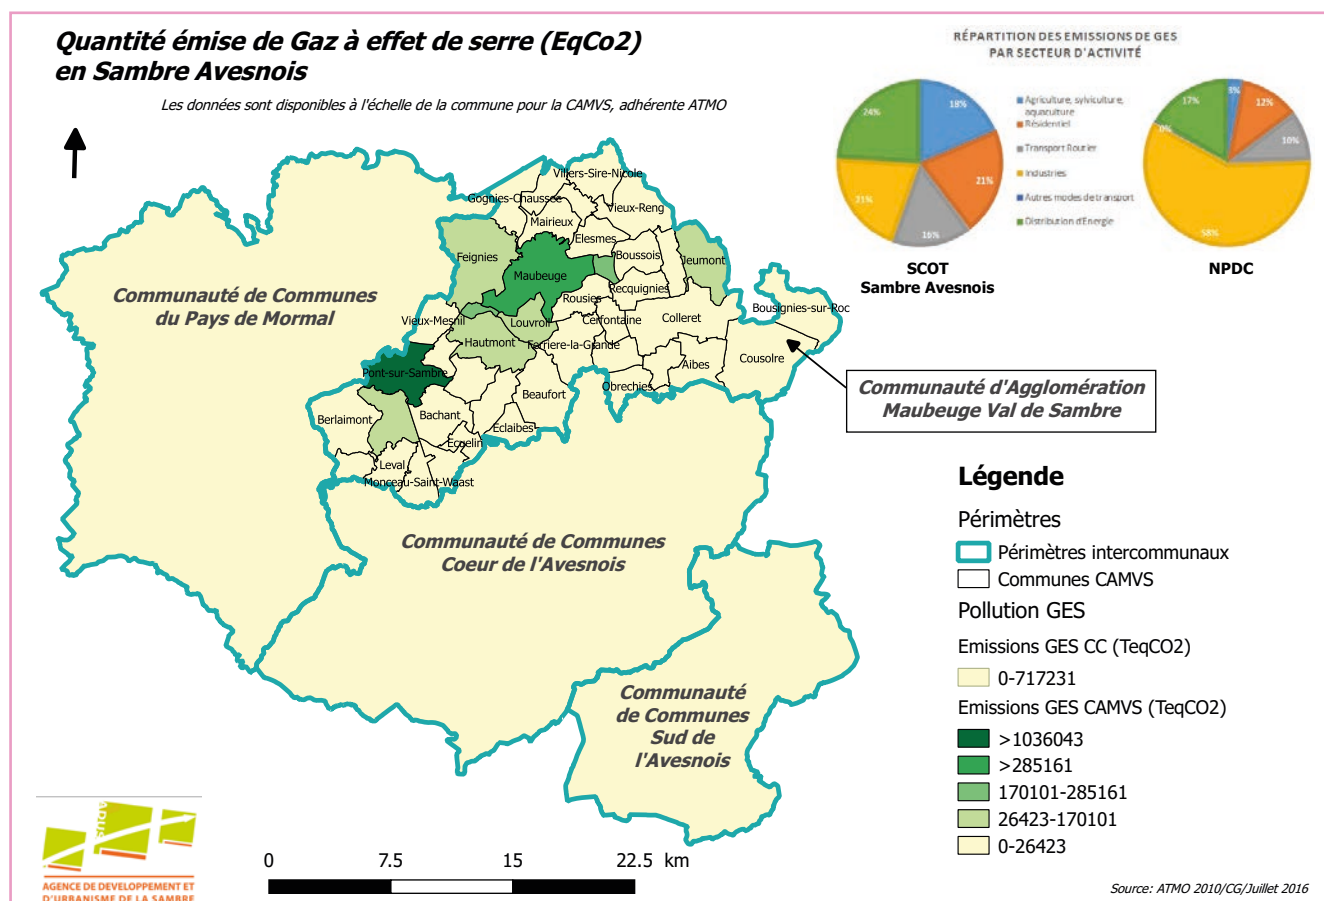 Quantité émise de Gaz à effet de serre (EqCo2)
en Sambre Avesnois
Les données sont disponibles à l'échelle de la commune pour la CAMVS, adhérente ATMO
RÉPARTITION DES EMISSIONS DE GES
PAR SECTEUR D'ACTIVITÉ
24%
18%
21%
16%
21%
Agriculture, sylviculture,
aquaculture
Résidentiel
Transport Routier
Industries
Autres modes de transport
Distribution d'Energie
17%
3%
12%
10%
0%
58%
SCOT
Sambre Avesnois
NPDC
Villers-Sire-Nicole
Gognies-Chaussee
Vieux-Reng
Mairieux
Elesmes
Feignies
Boussois
Jeumont
Maubeuge
Recquignies
Rousies
Bousignies-sur-Roc
Vieux-Mesnil
Louvroil
Cerfontaine
Colleret
Hautmont
Ferriere-la-Grande
Cousolre
Pont-sur-Sambre
Aibes
Obrechies
Beaufort
Berlaimont
Bachant
Eclaibes
Ecuelin
Leval
Monceau-Saint-Waast
Communauté de Communes
du Pays de Mormal
Communauté d'Agglomération
Maubeuge Val de Sambre
Communauté de Communes
Coeur de l'Avesnois
Communauté
de Communes
Sud de
l'Avesnois
Légende
Périmètres
Périmètres intercommunaux
Communes CAMVS
Pollution GES
Emissions GES CC (TeqCO2)
0-717231
Emissions GES CAMVS (TeqCO2)
>1036043
>285161
170101-285161
26423-170101
0-26423
AGENCE DE DEVELOPPEMENT ET
D'URBANISME DE LA SAMBRE
0 7.5 15 22.5 km
Source: ATMO 2010/CG/Juillet 2016